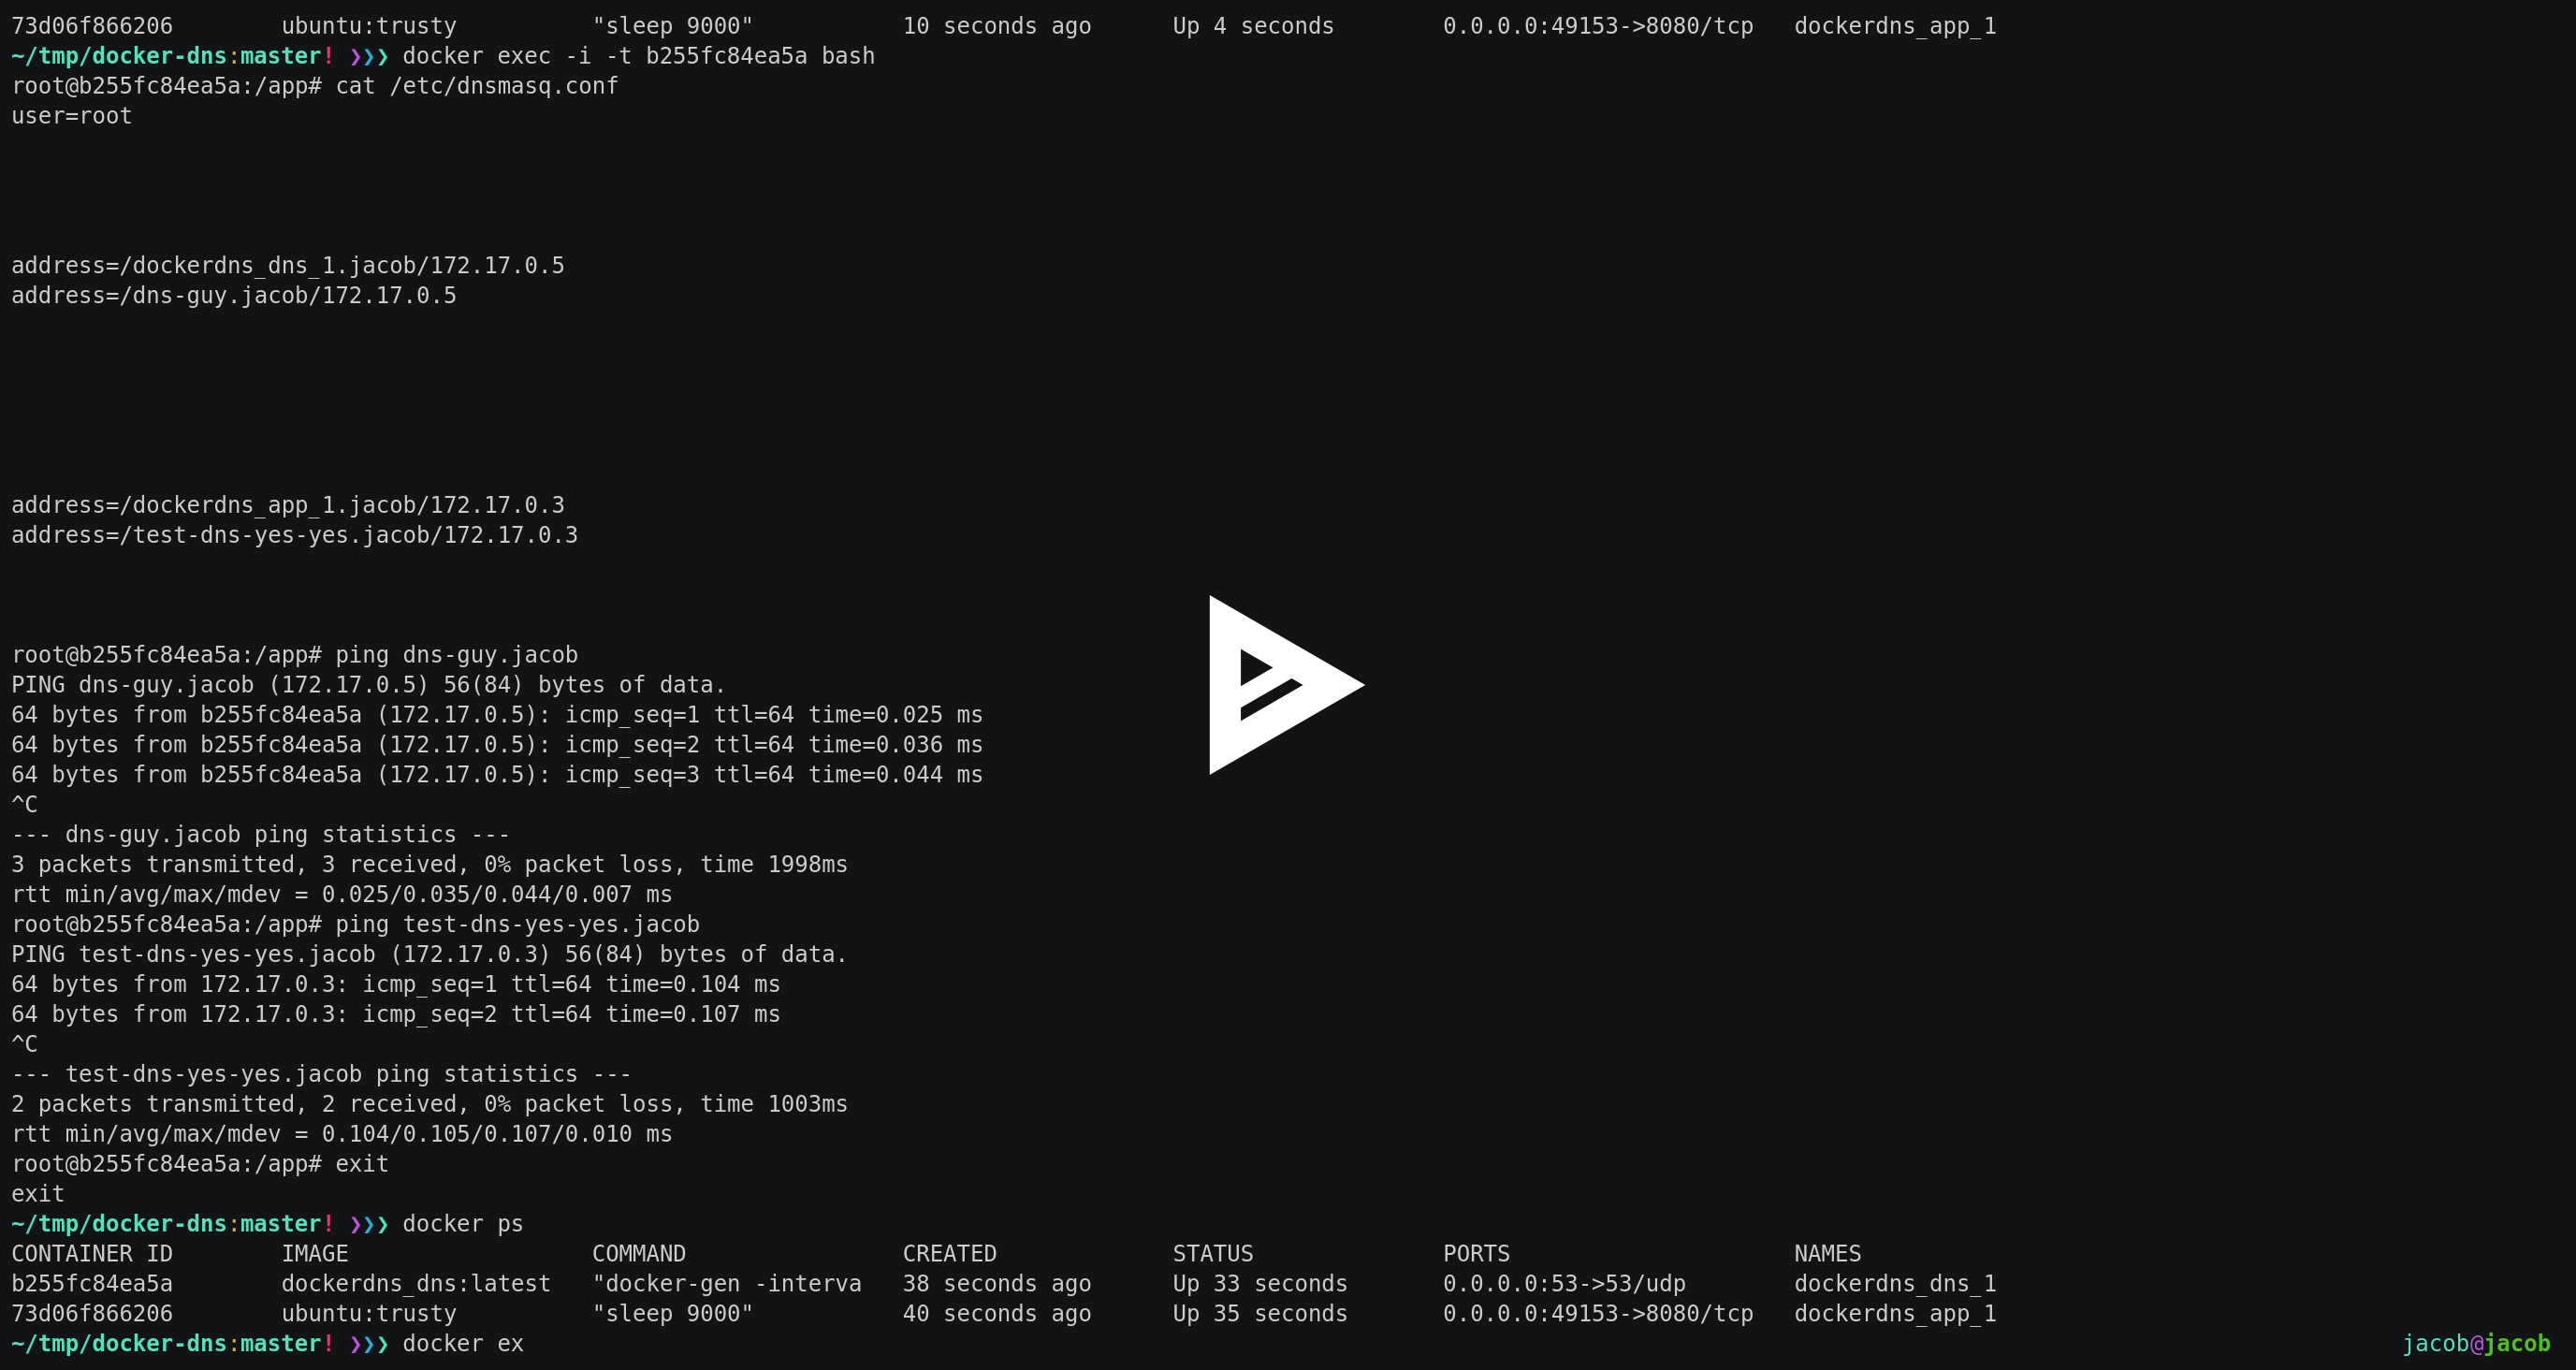 73d06f866206        ubuntu:trusty          "sleep 9000"           10 seconds ago      Up 4 seconds        0.0.0.0:49153->8080/tcp   dockerdns_app_1
~/tmp/docker-dns:master! ❯❯❯ docker exec -i -t b255fc84ea5a bash
root@b255fc84ea5a:/app# cat /etc/dnsmasq.conf
user=root
address=/dockerdns_dns_1.jacob/172.17.0.5
address=/dns-guy.jacob/172.17.0.5
address=/dockerdns_app_1.jacob/172.17.0.3
address=/test-dns-yes-yes.jacob/172.17.0.3
root@b255fc84ea5a:/app# ping dns-guy.jacob
PING dns-guy.jacob (172.17.0.5) 56(84) bytes of data.
64 bytes from b255fc84ea5a (172.17.0.5): icmp_seq=1 ttl=64 time=0.025 ms
64 bytes from b255fc84ea5a (172.17.0.5): icmp_seq=2 ttl=64 time=0.036 ms
64 bytes from b255fc84ea5a (172.17.0.5): icmp_seq=3 ttl=64 time=0.044 ms
^C
--- dns-guy.jacob ping statistics ---
3 packets transmitted, 3 received, 0% packet loss, time 1998ms
rtt min/avg/max/mdev = 0.025/0.035/0.044/0.007 ms
root@b255fc84ea5a:/app# ping test-dns-yes-yes.jacob
PING test-dns-yes-yes.jacob (172.17.0.3) 56(84) bytes of data.
64 bytes from 172.17.0.3: icmp_seq=1 ttl=64 time=0.104 ms
64 bytes from 172.17.0.3: icmp_seq=2 ttl=64 time=0.107 ms
^C
--- test-dns-yes-yes.jacob ping statistics ---
2 packets transmitted, 2 received, 0% packet loss, time 1003ms
rtt min/avg/max/mdev = 0.104/0.105/0.107/0.010 ms
root@b255fc84ea5a:/app# exit
exit
~/tmp/docker-dns:master! ❯❯❯ docker ps
CONTAINER ID        IMAGE                  COMMAND                CREATED             STATUS              PORTS                     NAMES
b255fc84ea5a        dockerdns_dns:latest   "docker-gen -interva   38 seconds ago      Up 33 seconds       0.0.0.0:53->53/udp        dockerdns_dns_1
73d06f866206        ubuntu:trusty          "sleep 9000"           40 seconds ago      Up 35 seconds       0.0.0.0:49153->8080/tcp   dockerdns_app_1
~/tmp/docker-dns:master! ❯❯❯ docker ex                    jacob@jacob